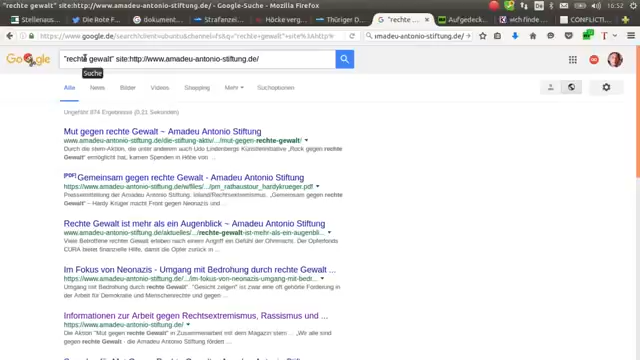 "rechte gewalt" site:http://www.amadeu-antonio-stiftung.de/ - Google-Suche - Mozilla Firefox
16:52
Stellenauss
Die Rote F
dokument
Strafanzei
Höcke verg
Thüriger D
"rechte
Aufgedeck
vich finde
CONFLICTI
https://www.google.de/search?client=ubuntu&channel=fs&q="rechte+gewalt"+site%3Ahttp
amadeu-antonio-stiftung.de/
Google
"rechte gewalt" site:http://www.amadeu-antonio-stiftung.de/
Suche
Alle News Bilder Videos Shopping Mehr Suchoptionen
Ungefähr 874 Ergebnisse (0,21 Sekunden)
Mut gegen rechte Gewalt ~ Amadeu Antonio Stiftung
www.amadeu-antonio-stiftung.de/die-stiftung-aktiv/.../mut-gegen-rechte-gewalt/
Durch die stern-Aktion, die unter anderem auch Udo Lindenbergs Künstlerinitiative „Rock gegen rechte
Gewalt" ermöglicht hat, kamen Spenden in Höhe von ...
[PDF] Gemeinsam gegen rechte Gewalt - Amadeu Antonio Stiftung
https://www.amadeu-antonio-stiftung.de/w/files/.../pm_rathaustour_hardykrueger.pdf
Pressemitteilung der Amadeu Antonio Stiftung. Inland/Rechtsextremismus. „Gemeinsam gegen rechte
Gewalt" – Hardy Krüger macht Front gegen Neonazis und ...
Rechte Gewalt ist mehr als ein Augenblick ~ Amadeu Antonio Stiftung
www.amadeu-antonio-stiftung.de/aktuelles/.../rechte-gewalt-ist-mehr-als-ein-augenbli...
Viele Betroffene rechter Gewalt erleben nach einem Angriff ein Gefühl der Ohnmacht. Der Opferfonds
CURA bietet finanzielle Hilfe, damit die Opfer zurück in ...
Im Fokus von Neonazis - Umgang mit Bedrohung durch rechte Gewalt ...
https://www.amadeu-antonio-stiftung.de/.../im-fokus-von-neonazis-umgang-mit-bedr...
Umgang mit Bedrohung durch rechte Gewalt. "Gesicht zeigen" ist zwar eine oft gehörte Forderung in
der Arbeit für Demokratie und Menschenrechte und gegen ...
Informationen zur Arbeit gegen Rechtsextremismus, Rassismus und ...
https://www.amadeu-antonio-stiftung.de/
Die Aktion "Mut gegen rechte Gewalt" in Zusammenarbeit mit dem Magazin stern ... „Wir alle sind
gegen rechte Gewalt," erklärt das Stiftung fördert ...